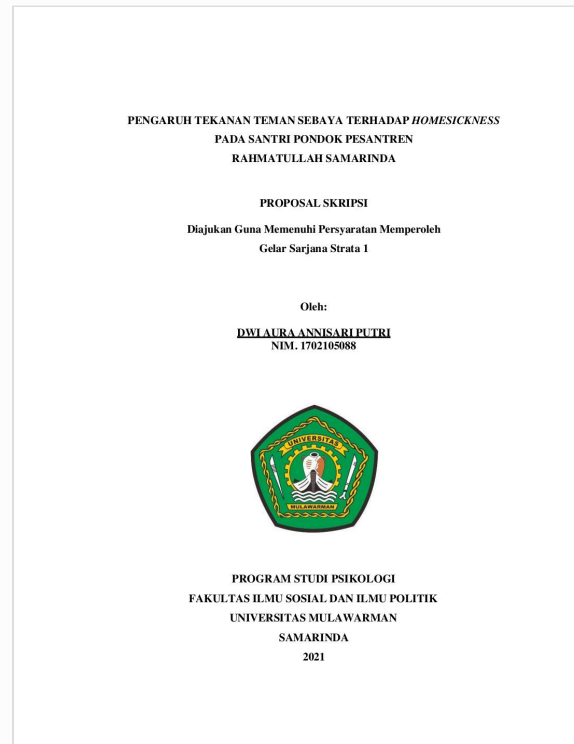 PENGARUH TEKANAN TEMAN SEBAYA TERHADAP HOMESICKNESS
PADA SANTRI PONDOK PESANTREN
RAHMATULLAH SAMARINDA
PROPOSAL SKRIPSI
Diajukan Guna Memenuhi Persyaratan Memperoleh
Gelar Sarjana Strata 1
Oleh:
DWI AURA ANNISARI PUTRI
NIM. 1702105088
UNIVERSITAS
MULAWARMAN
PROGRAM STUDI PSIKOLOGI
FAKULTAS ILMU SOSIAL DAN ILMU POLITIK
UNIVERSITAS MULAWARMAN
SAMARINDA
2021